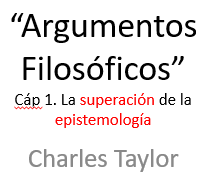 “Argumentos
Filosóficos”
Cáp 1. La superación de la
epistemología
Charles Taylor